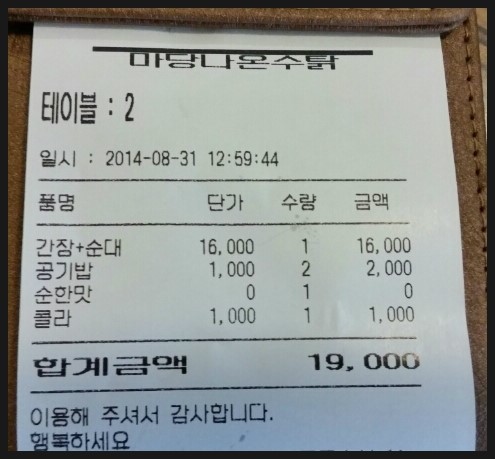 마당나온수탉
테이블 : 2
일시 : 2014-08-31 12:59:44
품명 단가 수량 금액
간장+순대 16,000 1 16,000
공기밥 1,000 2 2,000
순한맛 0 1 0
콜라 1,000 1 1,000
합계금액 19,000
이용해 주셔서 감사합니다.
행복하세요